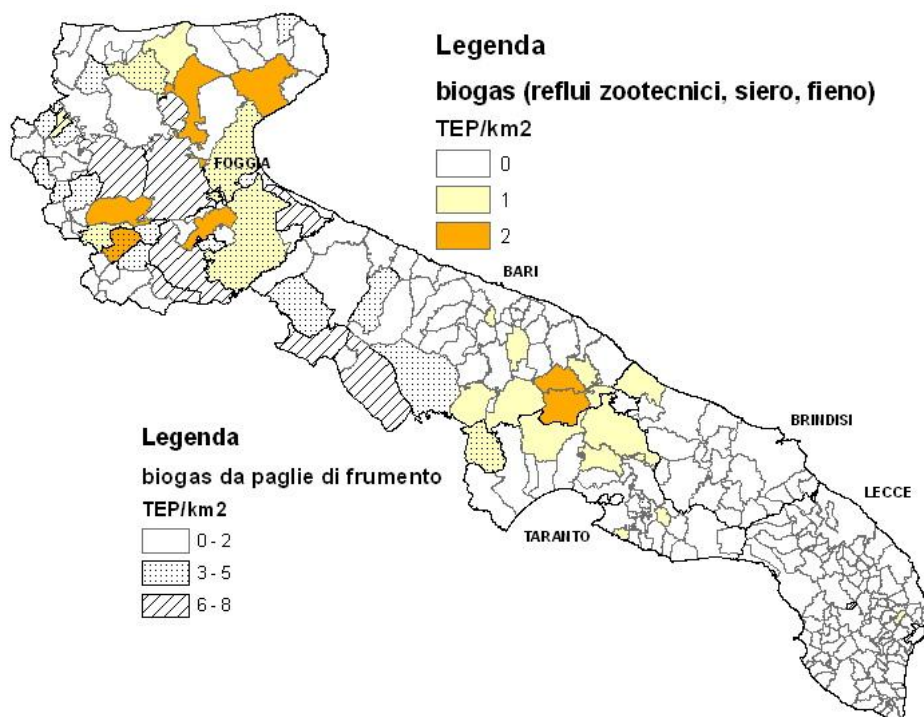 Legenda
biogas (reflui zootecnici, siero, fieno)
TEP/km2
0
1
2
FOGGIA
BARI
BRINDISI
LECCE
TARANTO
Legenda
biogas da paglie di frumento
TEP/km2
0 - 2
3 - 5
6 - 8